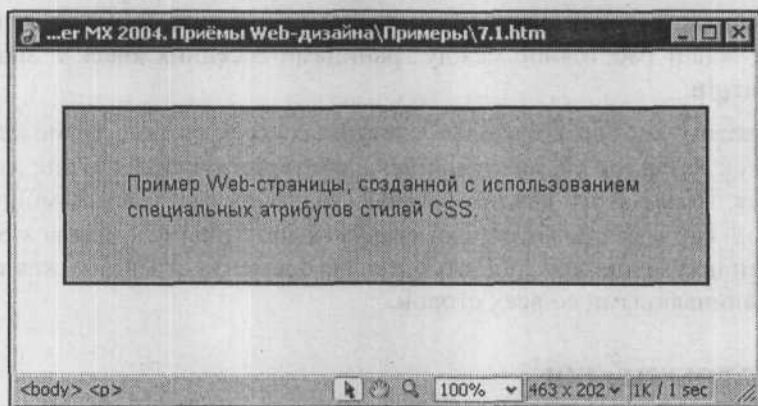 ...er MX 2004, Приёмы Web-дизайна\Примеры\7.1.htm
Пример Web-страницы, созданной с использованием
специальных атрибутов стилей CSS.
<body> <p> 100% 463 x 202 1K / 1 sec